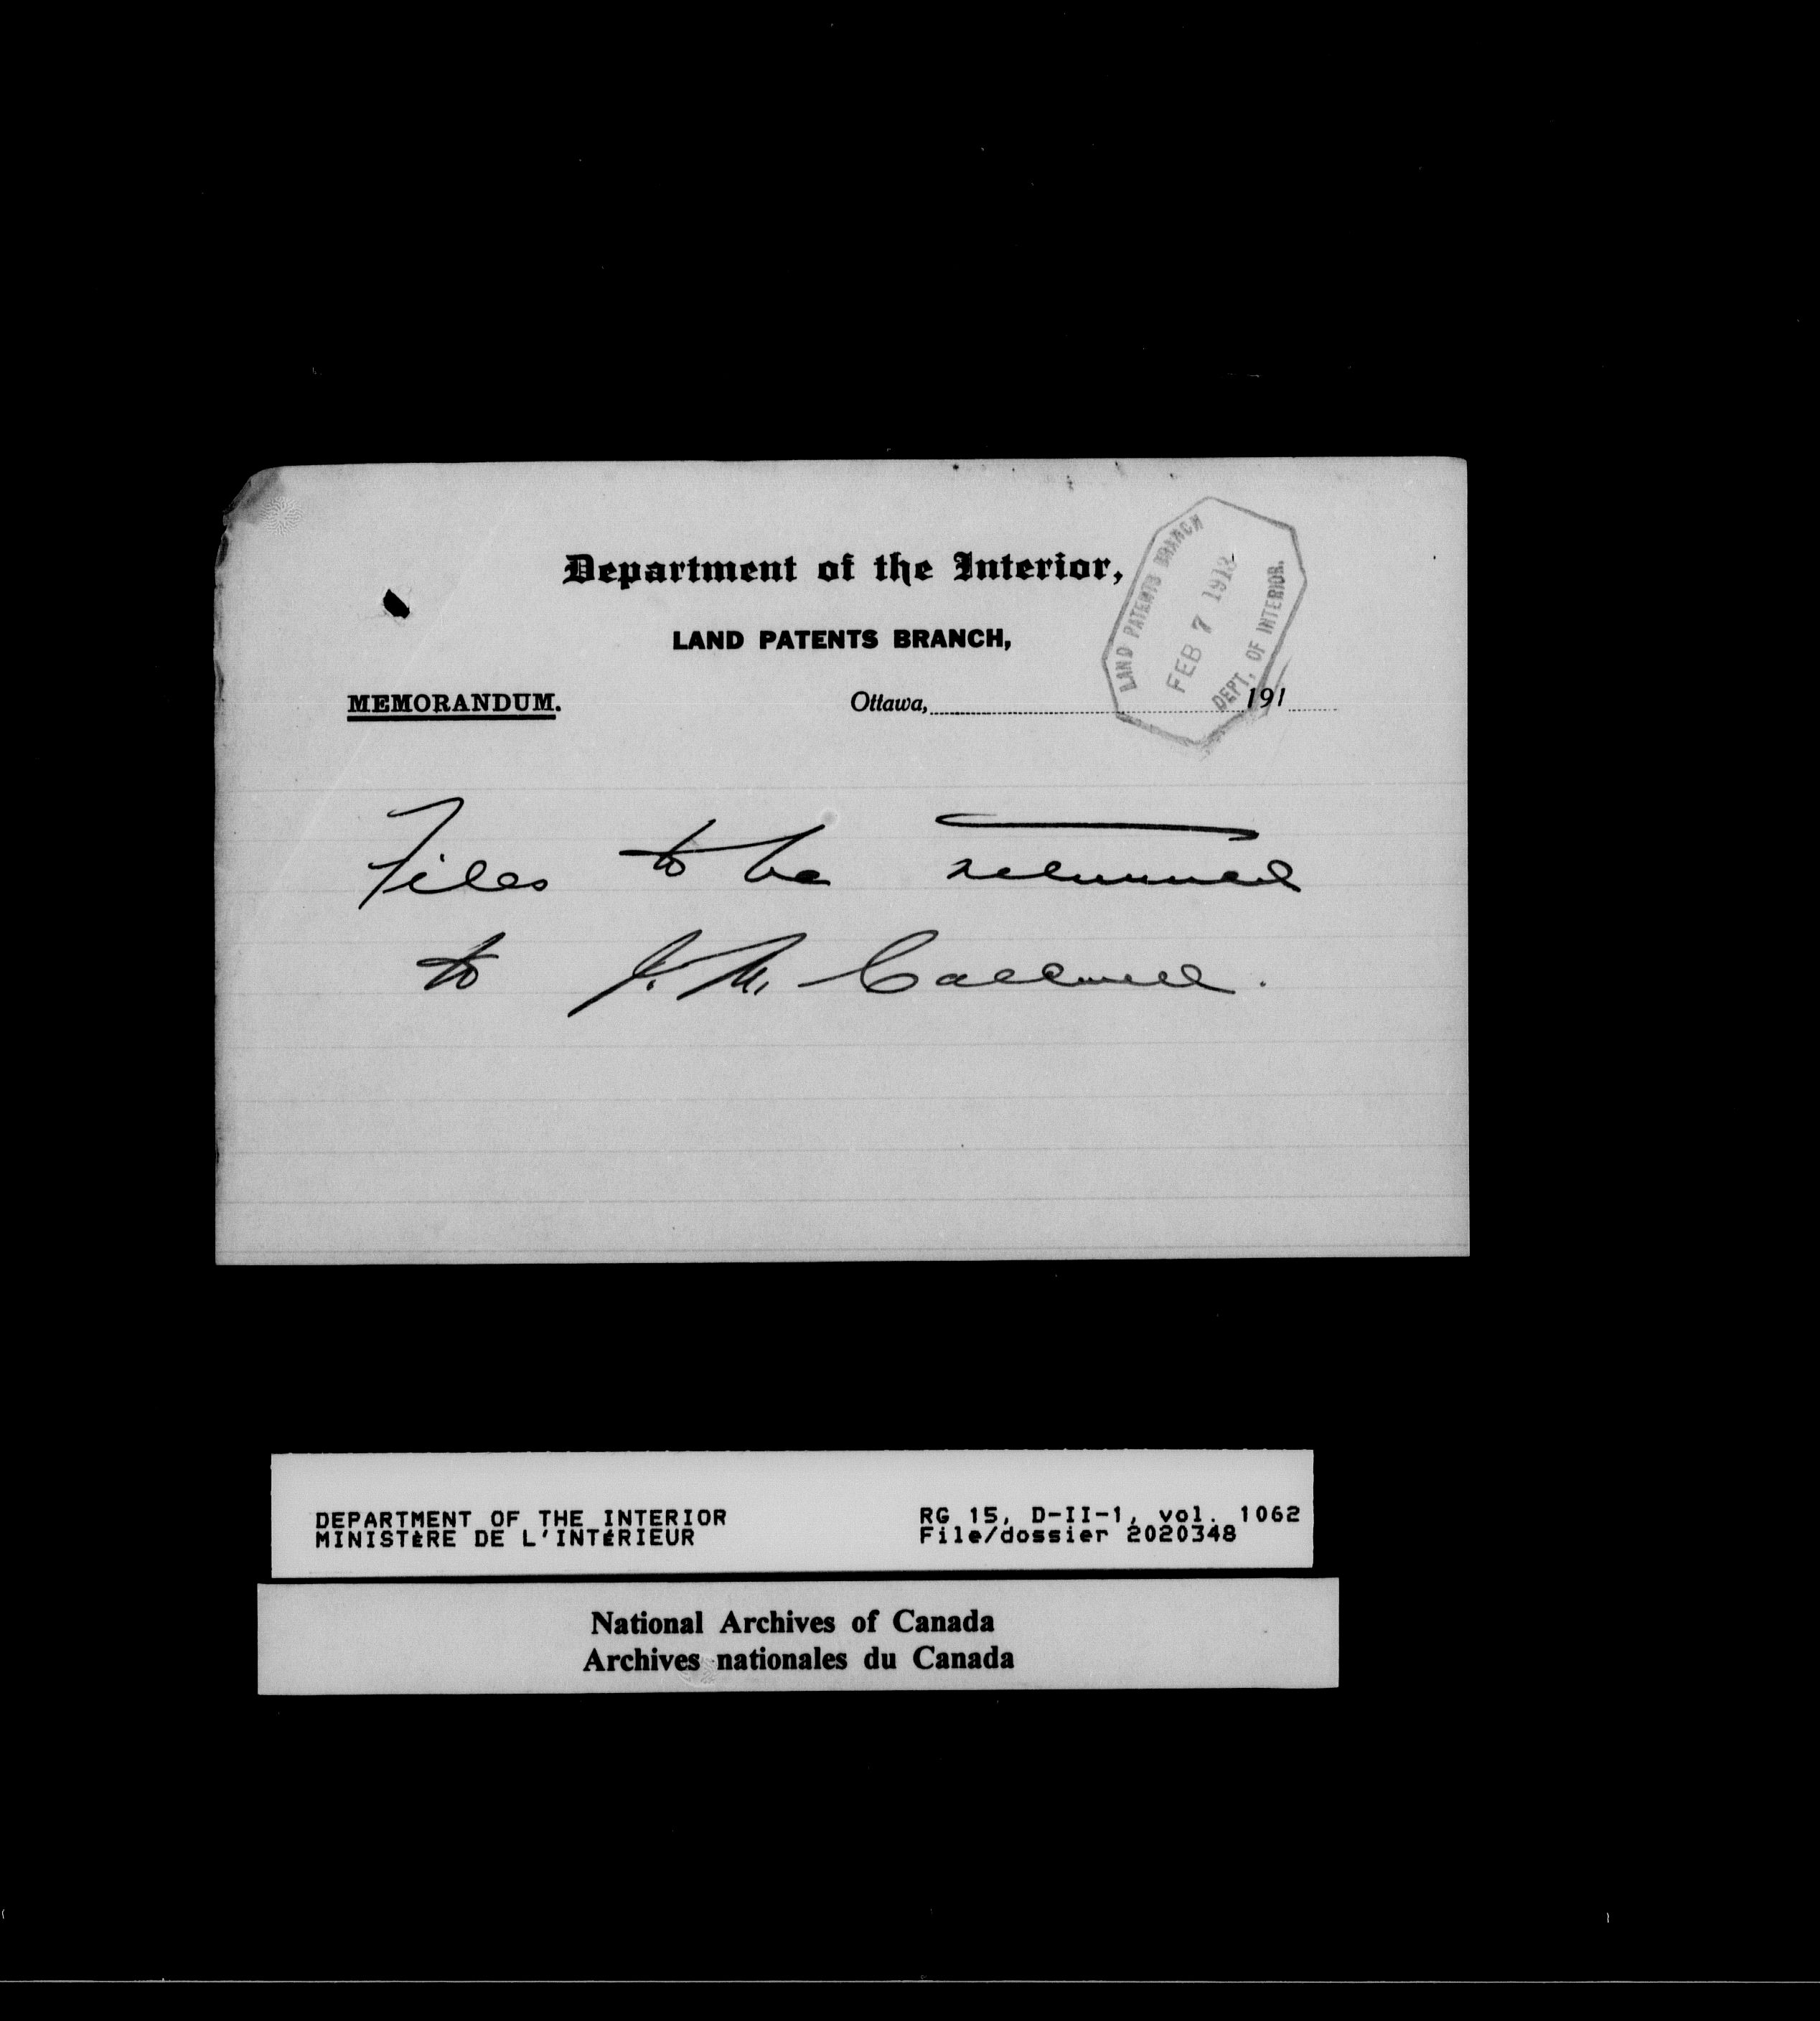 Department of the Interior,
LAND PATENTS BRANCH,
MEMORANDUM.
Ottawa, 191
LAND PATENTS BRANCH
FEB 7 1918
DEPT. OF INTERIOR.
Files to be returned
to J. M. Caldwell.
DEPARTMENT OF THE INTERIOR
MINISTÈRE DE L'INTÉRIEUR
RG 15, D-II-1, vol. 1062
File/dossier 2020348
National Archives of Canada
Archives nationales du Canada